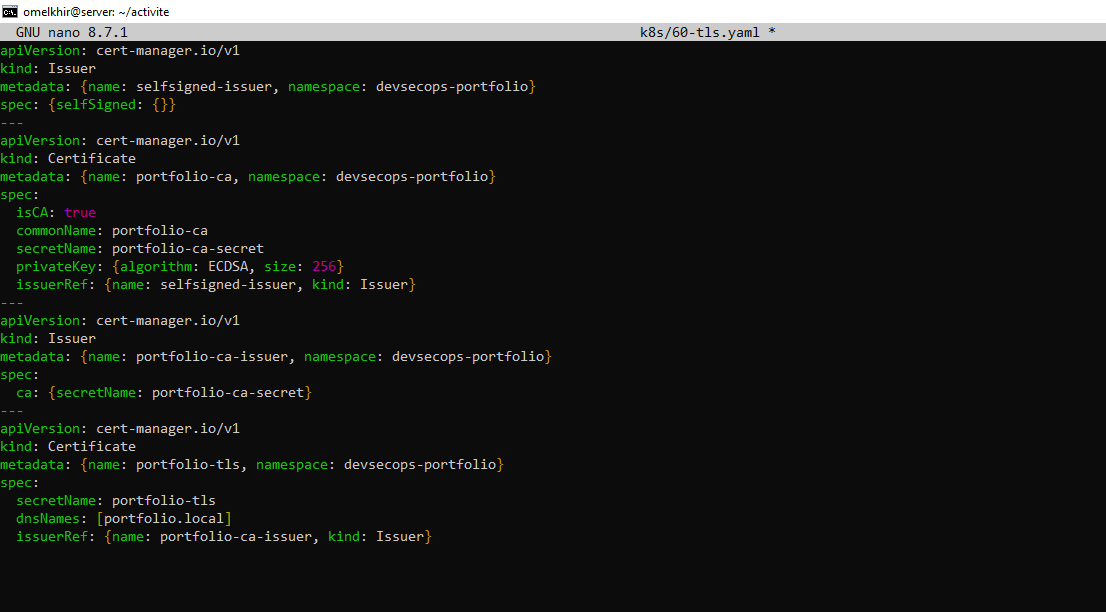 omelkhir@server: ~/activite
GNU nano 8.7.1 k8s/60-tls.yaml *
apiVersion: cert-manager.io/v1
kind: Issuer
metadata: {name: selfsigned-issuer, namespace: devsecops-portfolio}
spec: {selfSigned: {}}
---
apiVersion: cert-manager.io/v1
kind: Certificate
metadata: {name: portfolio-ca, namespace: devsecops-portfolio}
spec:
  isCA: true
  commonName: portfolio-ca
  secretName: portfolio-ca-secret
  privateKey: {algorithm: ECDSA, size: 256}
  issuerRef: {name: selfsigned-issuer, kind: Issuer}
---
apiVersion: cert-manager.io/v1
kind: Issuer
metadata: {name: portfolio-ca-issuer, namespace: devsecops-portfolio}
spec:
  ca: {secretName: portfolio-ca-secret}
---
apiVersion: cert-manager.io/v1
kind: Certificate
metadata: {name: portfolio-tls, namespace: devsecops-portfolio}
spec:
  secretName: portfolio-tls
  dnsNames: [portfolio.local]
  issuerRef: {name: portfolio-ca-issuer, kind: Issuer}